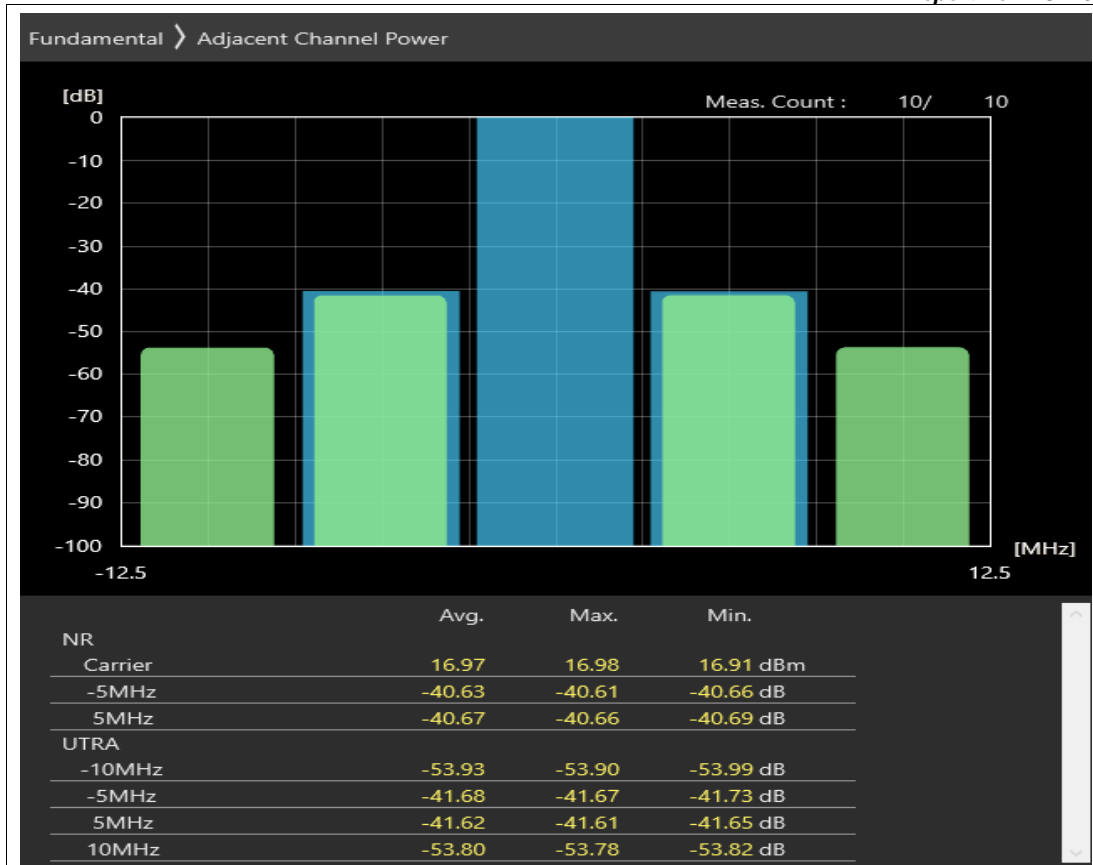 Fundamental ❯ Adjacent Channel Power
[dB]
Meas. Count : 10/ 10
0
-10
-20
-30
-40
-50
-60
-70
-80
-90
-100
[MHz]
-12.5 12.5
Avg. Max. Min.
NR
Carrier 16.97 16.98 16.91 dBm
-5MHz -40.63 -40.61 -40.66 dB
5MHz -40.67 -40.66 -40.69 dB
UTRA
-10MHz -53.93 -53.90 -53.99 dB
-5MHz -41.68 -41.67 -41.73 dB
5MHz -41.62 -41.61 -41.65 dB
10MHz -53.80 -53.78 -53.82 dB